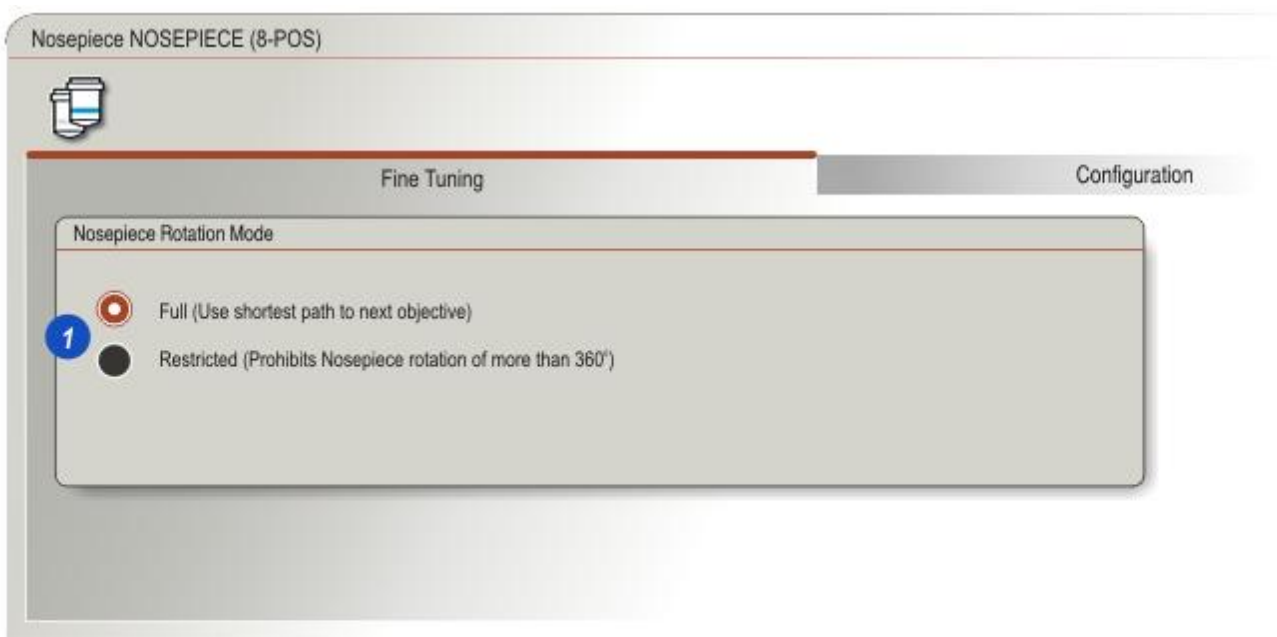 Nosepiece NOSEPIECE (8-POS)
Fine Tuning
Configuration
Nosepiece Rotation Mode
1
Full (Use shortest path to next objective)
Restricted (Prohibits Nosepiece rotation of more than 360°)